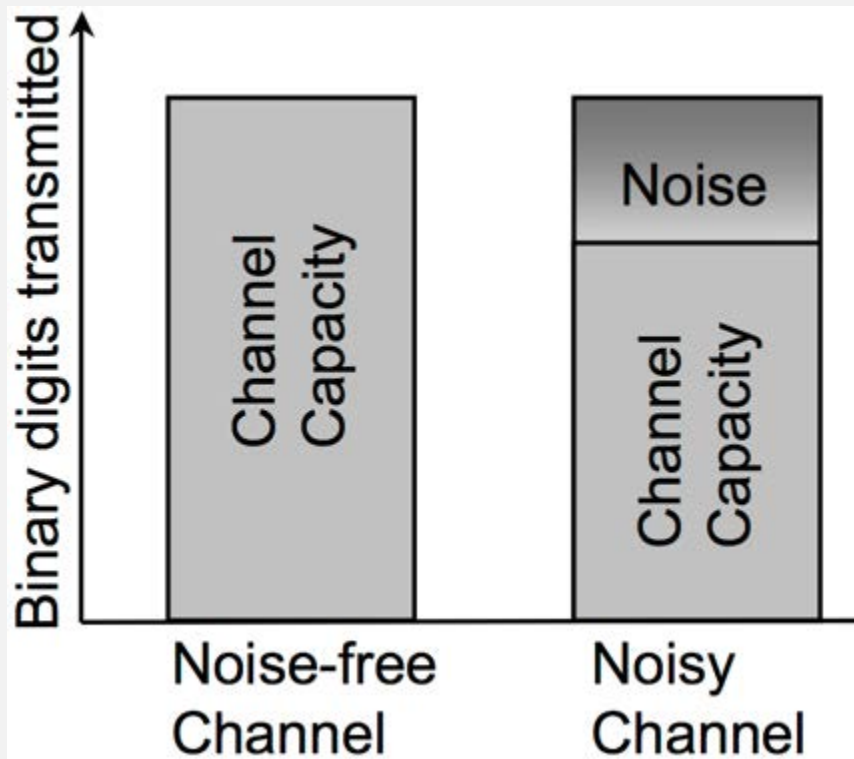 Binary digits transmitted
Channel
Capacity
Noise
Channel
Capacity
Noise-free
Channel
Noisy
Channel